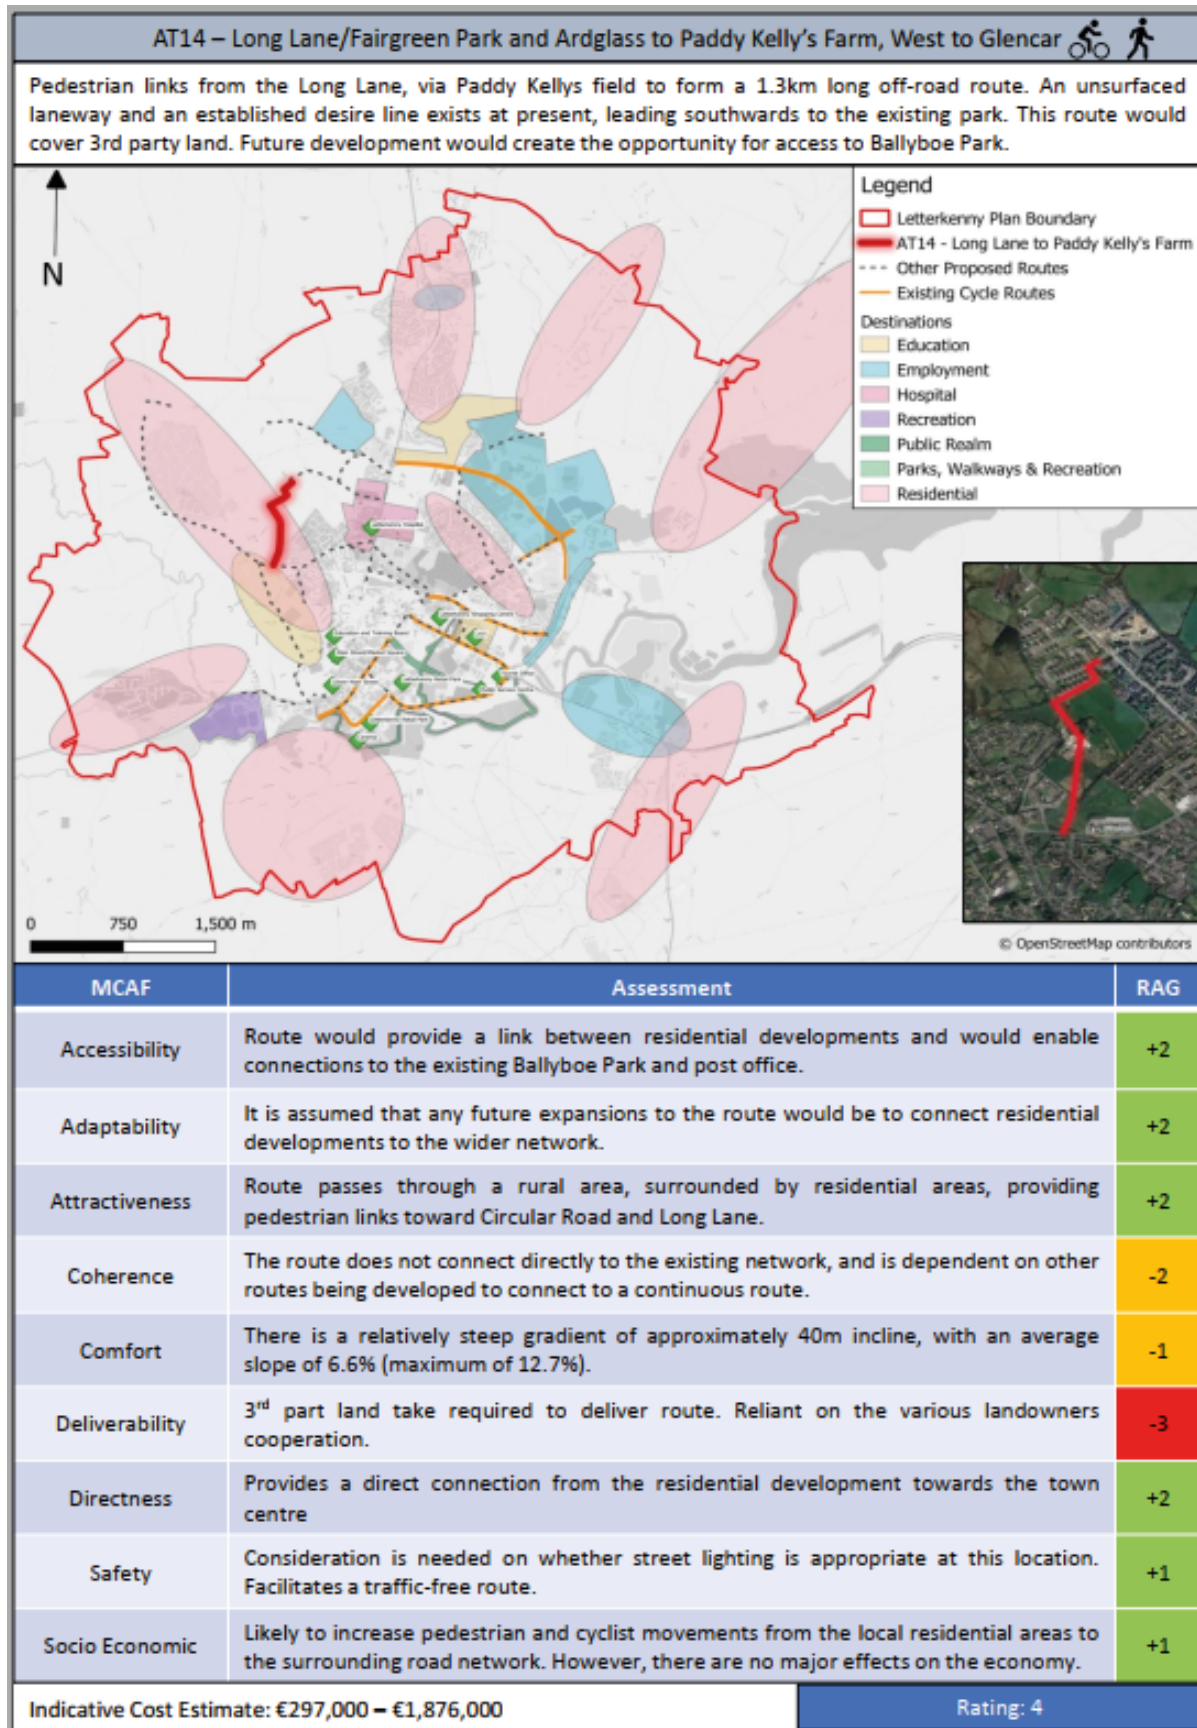 AT14 – Long Lane/Fairgreen Park and Ardglass to Paddy Kelly's Farm, West to Glencar
Pedestrian links from the Long Lane, via Paddy Kellys field to form a 1.3km long off-road route. An unsurfaced
laneway and an established desire line exists at present, leading southwards to the existing park. This route would
cover 3rd party land. Future development would create the opportunity for access to Ballyboe Park.
N
Legend
Letterkenny Plan Boundary
AT14 - Long Lane to Paddy Kelly's Farm
Other Proposed Routes
Existing Cycle Routes
Destinations
Education
Employment
Hospital
Recreation
Public Realm
Parks, Walkways & Recreation
Residential
Letterkenny Hospital
Letterkenny Shopping Centre
Education and Training Board
Letterkenny Retail Park
0 750 1,500 m
© OpenStreetMap contributors
MCAF Assessment RAG
Accessibility
Route would provide a link between residential developments and would enable
connections to the existing Ballyboe Park and post office.
+2
Adaptability
It is assumed that any future expansions to the route would be to connect residential
developments to the wider network.
+2
Attractiveness
Route passes through a rural area, surrounded by residential areas, providing
pedestrian links toward Circular Road and Long Lane.
+2
Coherence
The route does not connect directly to the existing network, and is dependent on other
routes being developed to connect to a continuous route.
-2
Comfort
There is a relatively steep gradient of approximately 40m incline, with an average
slope of 6.6% (maximum of 12.7%).
-1
Deliverability
3rd part land take required to deliver route. Reliant on the various landowners
cooperation.
-3
Directness
Provides a direct connection from the residential development towards the town
centre
+2
Safety
Consideration is needed on whether street lighting is appropriate at this location.
Facilitates a traffic-free route.
+1
Socio Economic
Likely to increase pedestrian and cyclist movements from the local residential areas to
the surrounding road network. However, there are no major effects on the economy.
+1
Indicative Cost Estimate: €297,000 – €1,876,000
Rating: 4